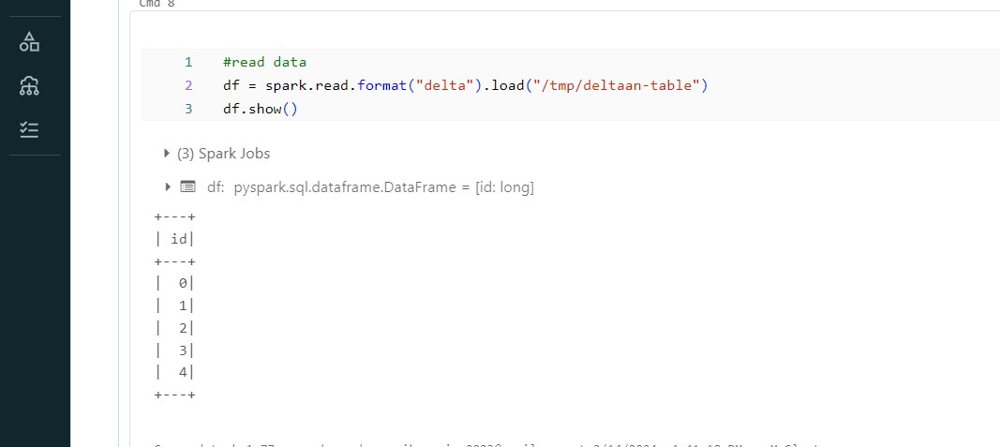 Cmd 8
1 #read data
2 df = spark.read.format("delta").load("/tmp/deltaan-table")
3 df.show()
(3) Spark Jobs
df: pyspark.sql.dataframe.DataFrame = [id: long]
+---+
| id|
+---+
|  0|
|  1|
|  2|
|  3|
|  4|
+---+